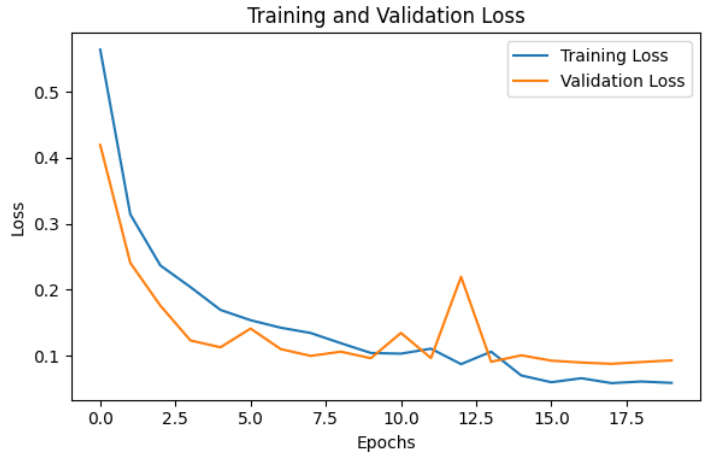 Training and Validation Loss
Training Loss
Validation Loss
Loss
0.5
0.4
0.3
0.2
0.1
0.0 2.5 5.0 7.5 10.0 12.5 15.0 17.5
Epochs